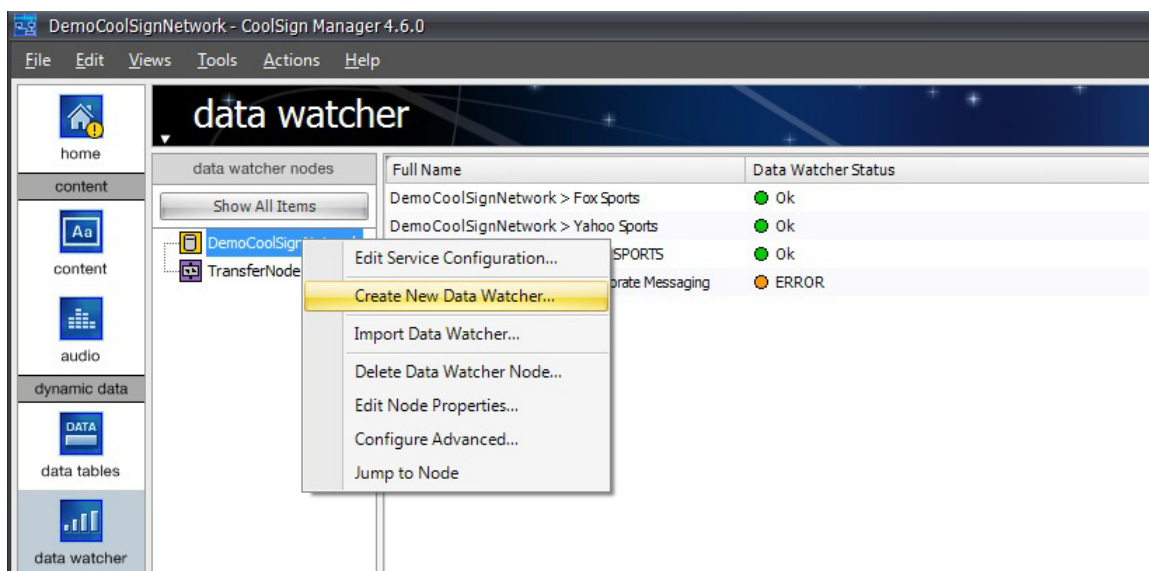 DemoCoolSignNetwork - CoolSign Manager 4.6.0
File Edit Views Tools Actions Help
data watcher
home
content
Aa
content
audio
dynamic data
DATA
data tables
data watcher
data watcher nodes
Show All Items
DemoCoolSign
TransferNode
Full Name Data Watcher Status
DemoCoolSignNetwork > Fox Sports Ok
DemoCoolSignNetwork > Yahoo Sports Ok
SPORTS Ok
orate Messaging ERROR
Edit Service Configuration...
Create New Data Watcher...
Import Data Watcher...
Delete Data Watcher Node...
Edit Node Properties...
Configure Advanced...
Jump to Node